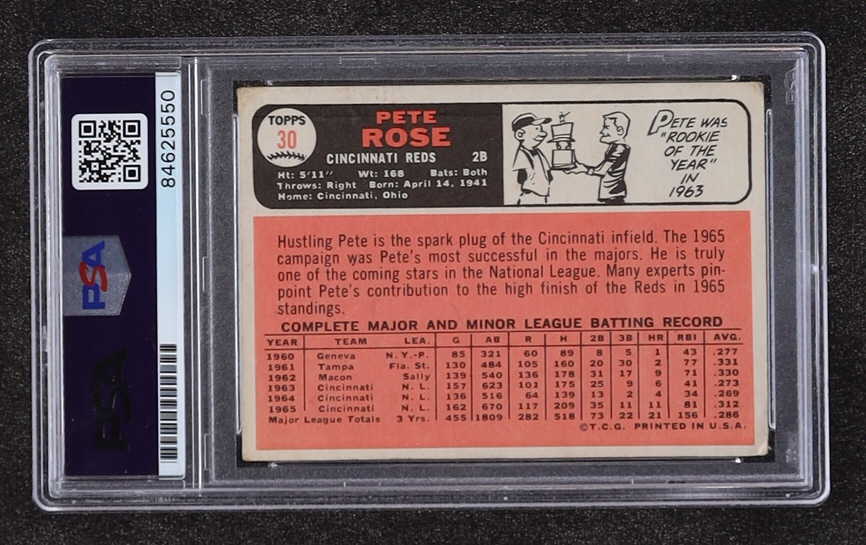 PSA
PSA
84625550
TOPPS
30
PETE
ROSE
CINCINNATI REDS 2B
Ht: 5'11" Wt: 168 Bats: Both
Throws: Right Born: April 14, 1941
Home: Cincinnati, Ohio
PETE WAS
"ROOKIE
OF THE
YEAR"
IN
1963
Hustling Pete is the spark plug of the Cincinnati infield. The 1965
campaign was Pete's most successful in the majors. He is truly
one of the coming stars in the National League. Many experts pin-
point Pete's contribution to the high finish of the Reds in 1965
standings.
COMPLETE MAJOR AND MINOR LEAGUE BATTING RECORD
YEAR TEAM LEA. G AB R H 2B 3B HR RBI AVG.
1960 Geneva N.Y.-P. 85 321 60 89 8 5 1 43 .277
1961 Tampa Fla. St. 130 484 105 160 20 30 2 77 .331
1962 Macon Sally 139 540 136 178 31 17 9 71 .330
1963 Cincinnati N. L. 157 623 101 175 25 9 6 41 .273
1964 Cincinnati N. L. 136 516 64 139 13 2 4 34 .269
1965 Cincinnati N. L. 162 670 117 209 35 11 11 81 .312
Major League Totals 3 Yrs. 455 1809 282 518 73 22 21 156 .286
©T.C.G. PRINTED IN U.S.A.